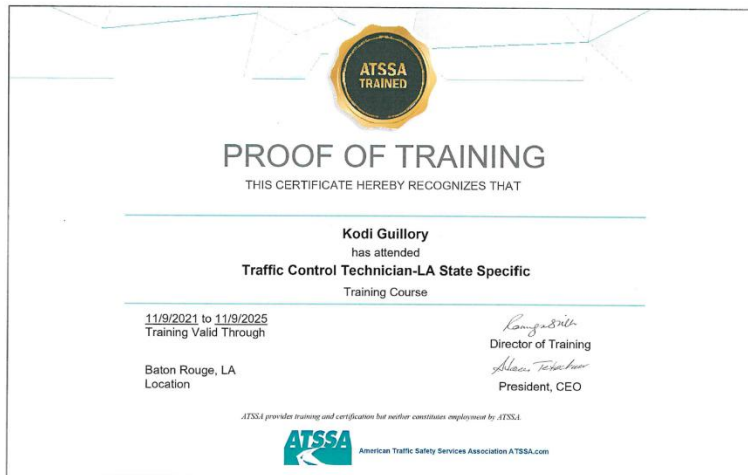 ATSSA
TRAINED
PROOF OF TRAINING
THIS CERTIFICATE HEREBY RECOGNIZES THAT
Kodi Guillory
has attended
Traffic Control Technician-LA State Specific
Training Course
11/9/2021 to 11/9/2025
Training Valid Through
Director of Training
Baton Rouge, LA
Location
President, CEO
ATSSA provides training and certification but neither constitutes employment by ATSSA.
ATSSA
American Traffic Safety Services Association ATSSA.com